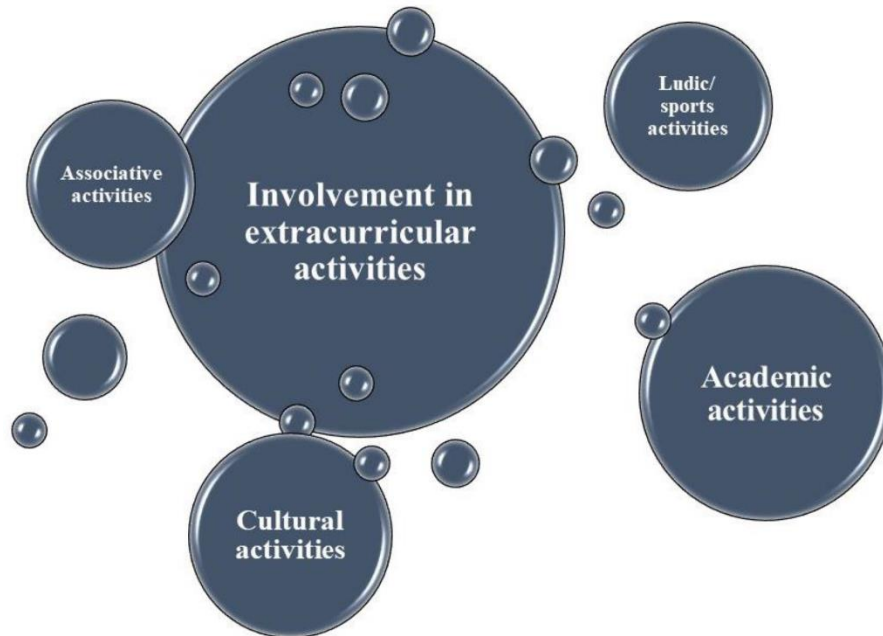 Ludic/
sports
activities
Associative
activities
Involvement in
extracurricular
activities
Academic
activities
Cultural
activities